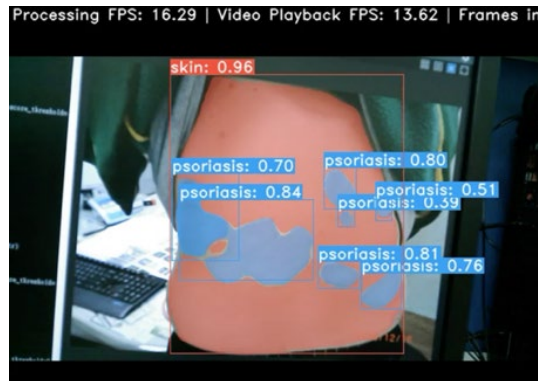 Processing FPS: 16.29 | Video Playback FPS: 13.62 | Frames in
skin: 0.96
psoriasis: 0.80
psoriasis: 0.70
psoriasis: 0.84
psoriasis: 0.51
psoriasis: 0.39
psoriasis: 0.81
psoriasis: 0.76